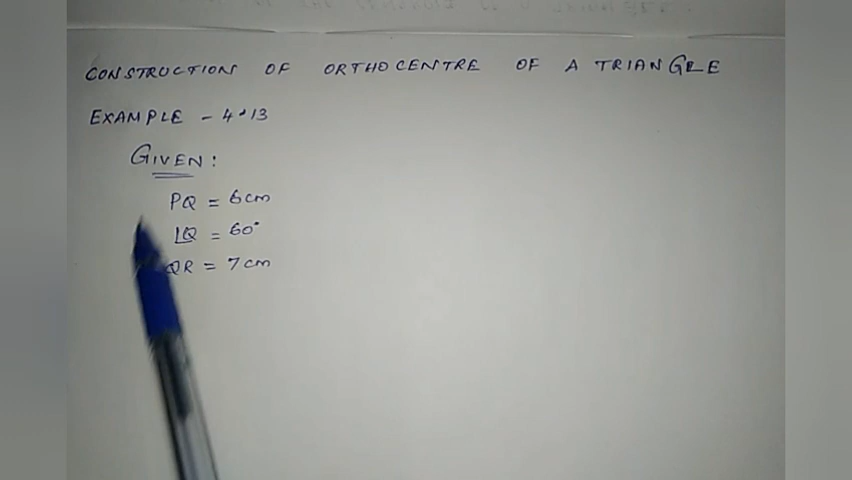 CONSTRUCTION OF ORTHOCENTRE OF A TRIANGLE
EXAMPLE - 4.13
GIVEN:
PQ = 6cm
∠Q = 60°
QR = 7cm